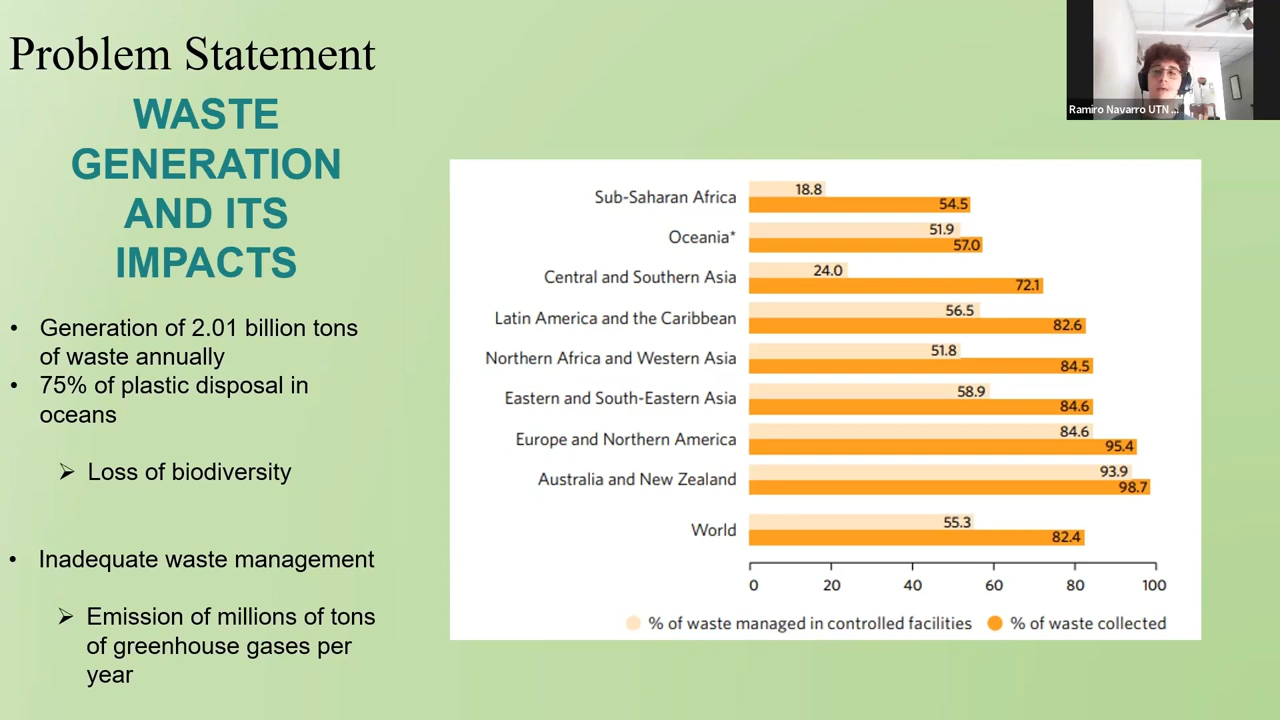 Problem Statement
WASTE
GENERATION
AND ITS
IMPACTS
• Generation of 2.01 billion tons
of waste annually
• 75% of plastic disposal in
oceans
➢ Loss of biodiversity
• Inadequate waste management
➢ Emission of millions of tons
of greenhouse gases per
year
Ramiro Navarro UTN ...
18.8
Sub-Saharan Africa
54.5
51.9
Oceania*
57.0
24.0
Central and Southern Asia
72.1
56.5
Latin America and the Caribbean
82.6
51.8
Northern Africa and Western Asia
84.5
58.9
Eastern and South-Eastern Asia
84.6
84.6
Europe and Northern America
95.4
93.9
Australia and New Zealand
98.7
55.3
World
82.4
0 20 40 60 80 100
% of waste managed in controlled facilities % of waste collected